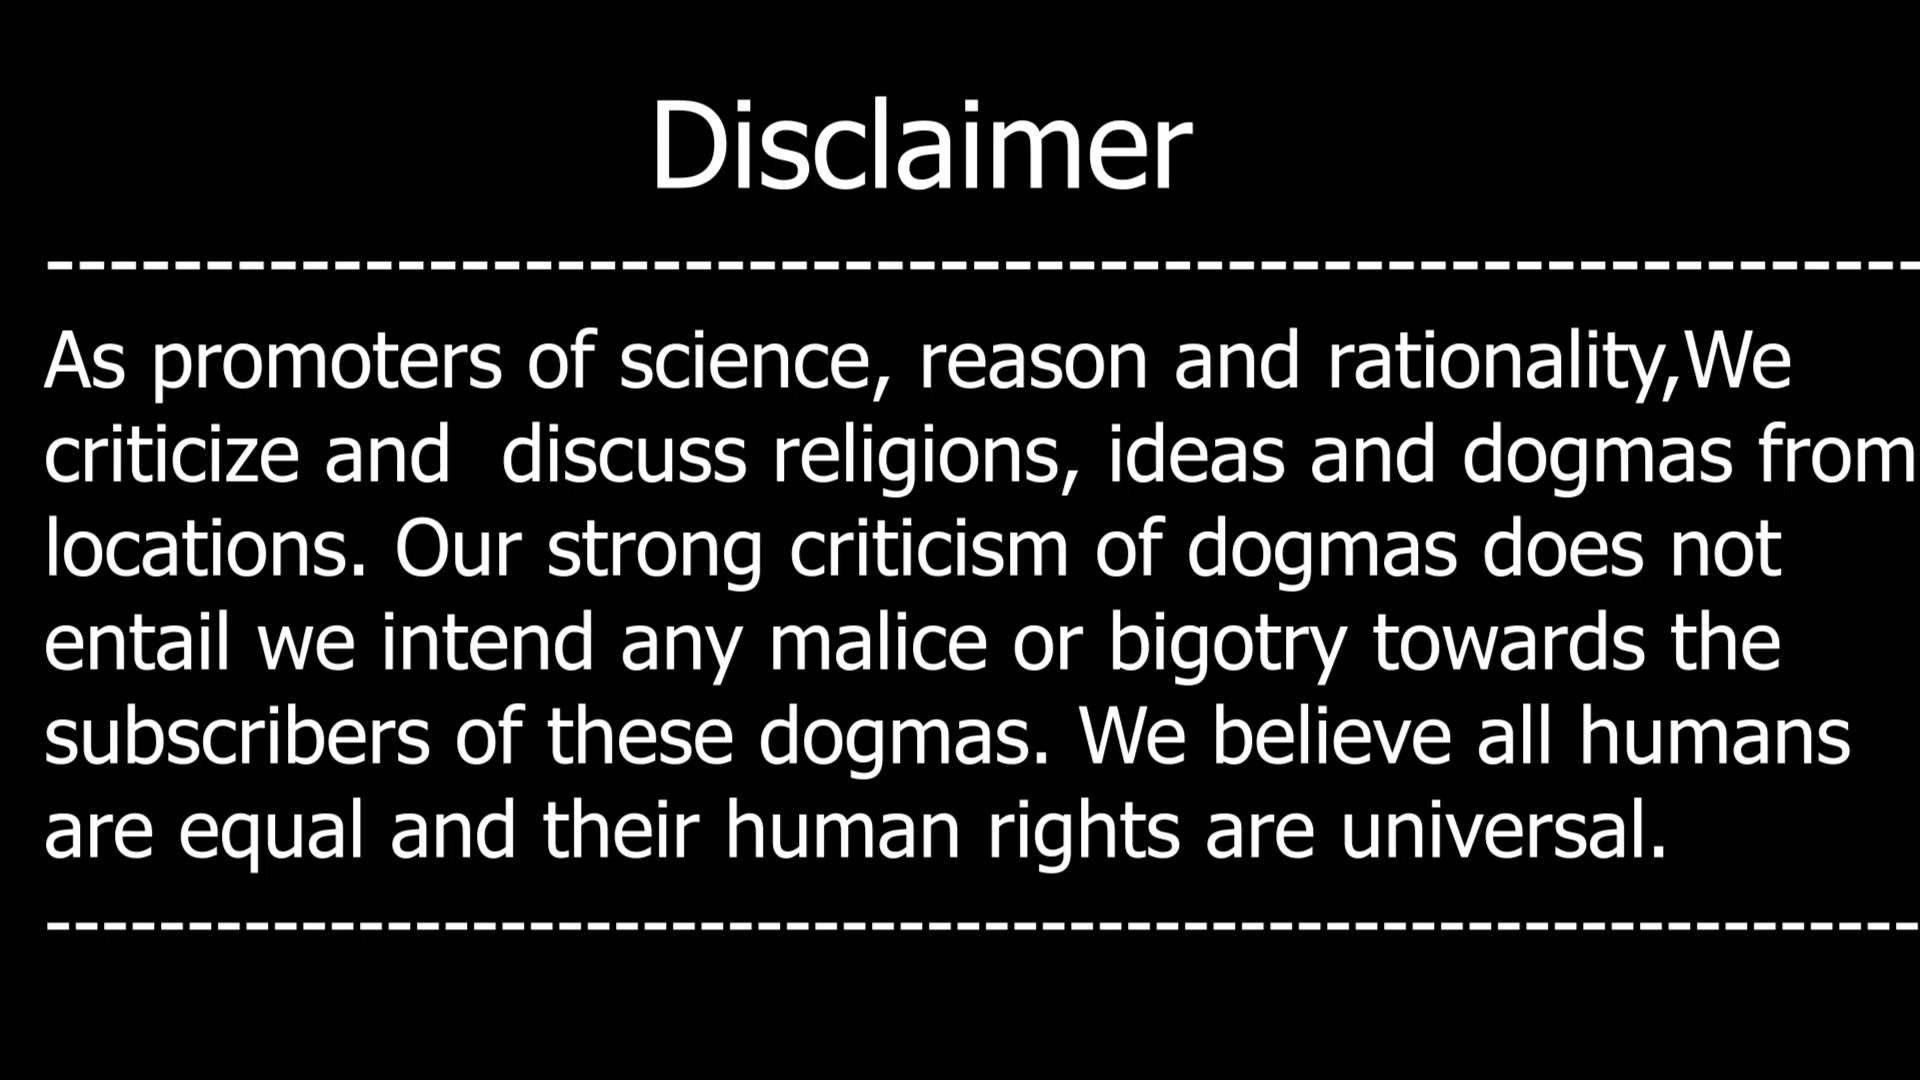 Disclaimer
-----------------------------------------------------------
As promoters of science, reason and rationality,We
criticize and  discuss religions, ideas and dogmas from
locations. Our strong criticism of dogmas does not
entail we intend any malice or bigotry towards the
subscribers of these dogmas. We believe all humans
are equal and their human rights are universal.
------------------------------------------------------------------